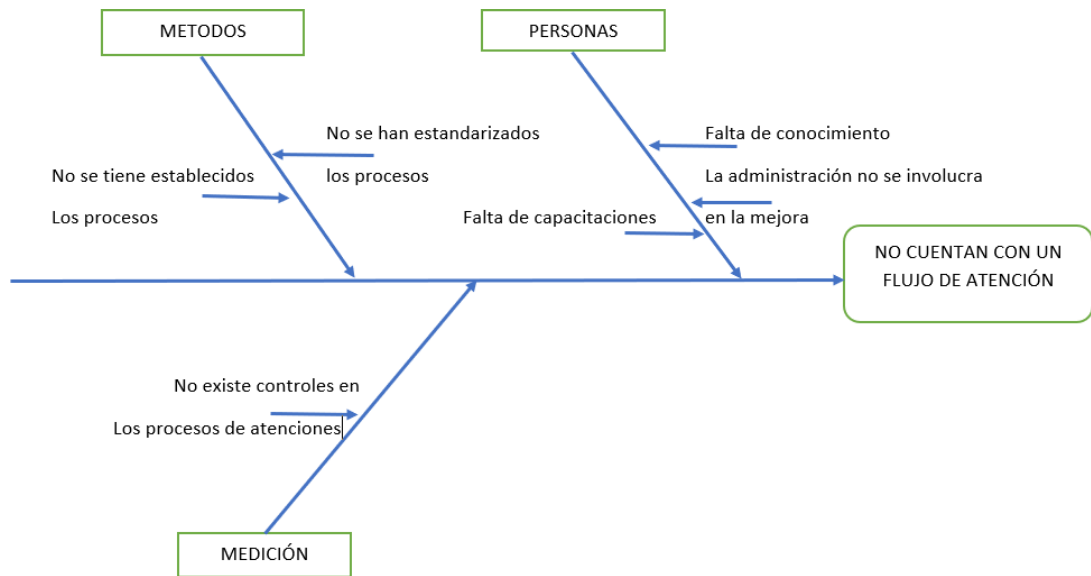 METODOS
PERSONAS
No se han estandarizados
los procesos
No se tiene establecidos
Los procesos
Falta de conocimiento
La administración no se involucra
en la mejora
Falta de capacitaciones
NO CUENTAN CON UN
FLUJO DE ATENCIÓN
No existe controles en
Los procesos de atenciones
MEDICIÓN